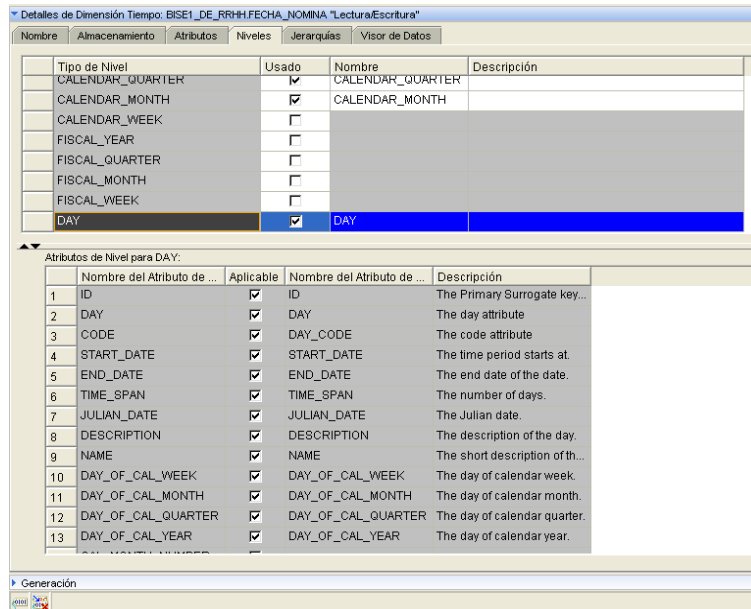 Detalles de Dimensión Tiempo: BISE1_DE_RRHH.FECHA_NOMINA "Lectura/Escritura"
Nombre Almacenamiento Atributos Niveles Jerarquías Visor de Datos
Tipo de Nivel Usado Nombre Descripción
CALENDAR_QUARTER CALENDAR_QUARTER
CALENDAR_MONTH CALENDAR_MONTH
CALENDAR_WEEK
FISCAL_YEAR
FISCAL_QUARTER
FISCAL_MONTH
FISCAL_WEEK
DAY DAY
Atributos de Nivel para DAY:
Nombre del Atributo de ... Aplicable Nombre del Atributo de ... Descripción
1 ID ID The Primary Surrogate key...
2 DAY DAY The day attribute
3 CODE DAY_CODE The code attribute
4 START_DATE START_DATE The time period starts at.
5 END_DATE END_DATE The end date of the date.
6 TIME_SPAN TIME_SPAN The number of days.
7 JULIAN_DATE JULIAN_DATE The Julian date.
8 DESCRIPTION DESCRIPTION The description of the day.
9 NAME NAME The short description of th...
10 DAY_OF_CAL_WEEK DAY_OF_CAL_WEEK The day of calendar week.
11 DAY_OF_CAL_MONTH DAY_OF_CAL_MONTH The day of calendar month.
12 DAY_OF_CAL_QUARTER DAY_OF_CAL_QUARTER The day of calendar quarter.
13 DAY_OF_CAL_YEAR DAY_OF_CAL_YEAR The day of calendar year.
Generación